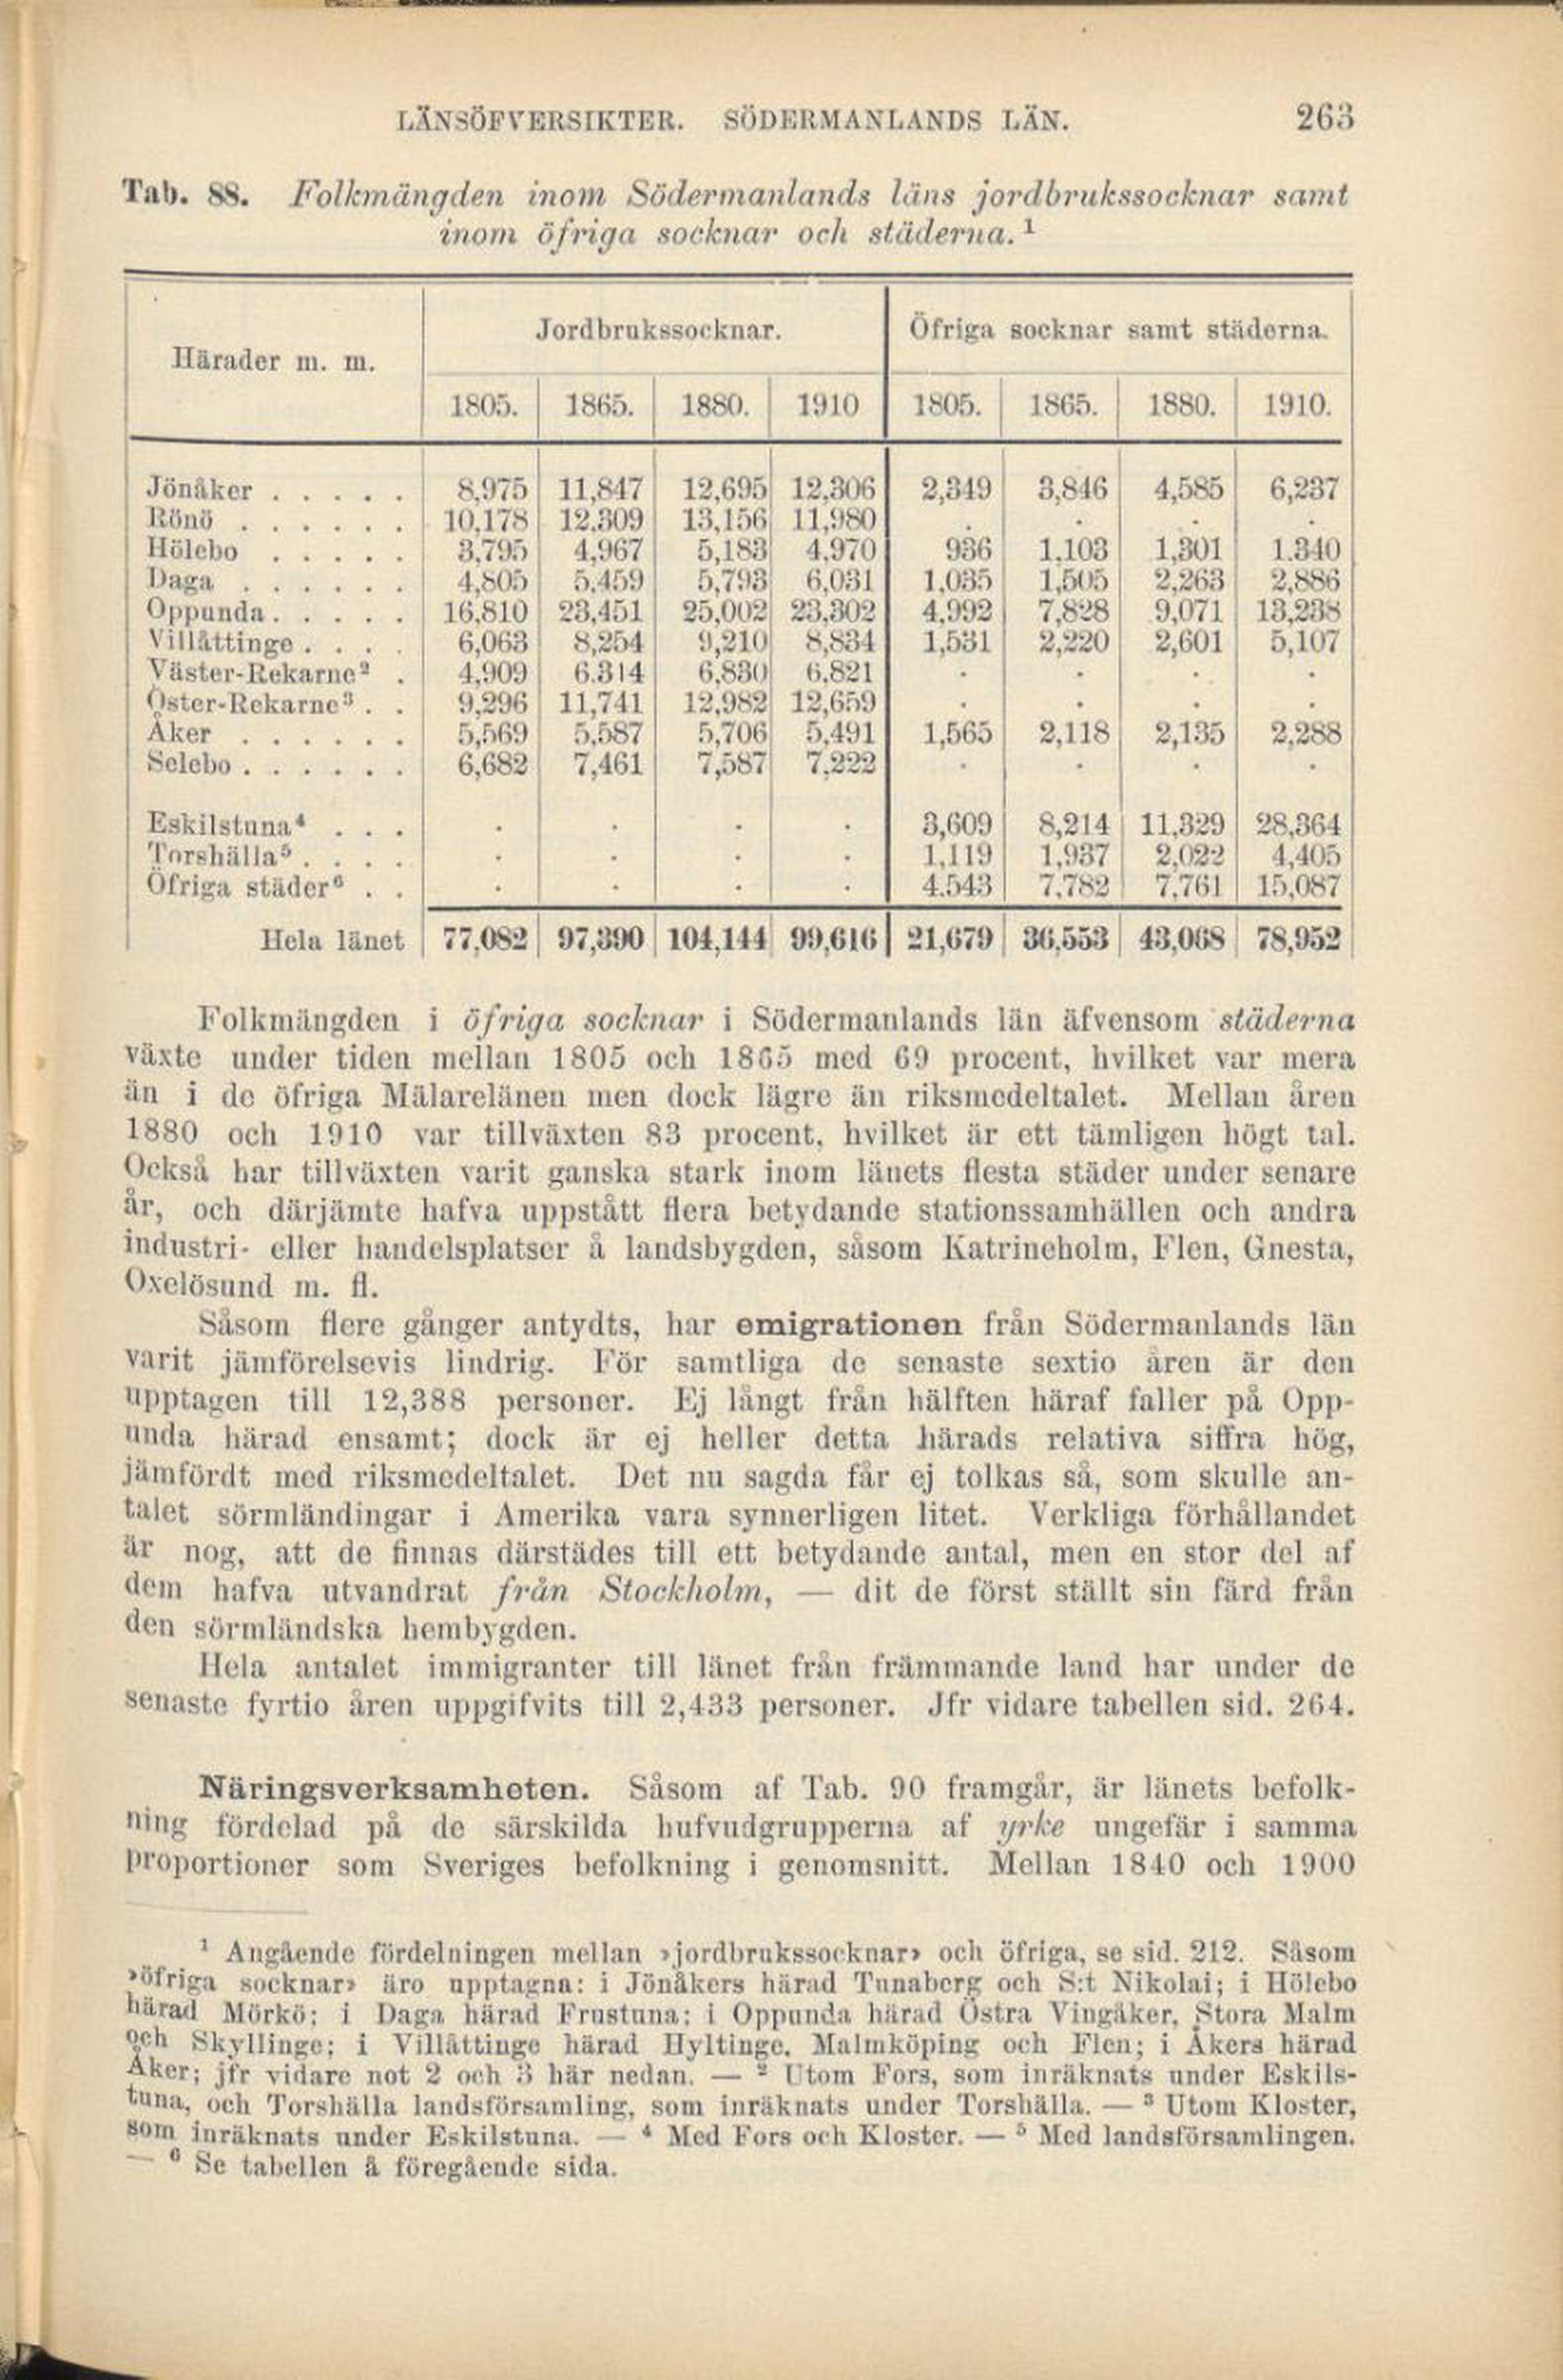 LÄNSÖFVERSIKTER. SÖDERMANLANDS LÄN. 263
Tab. 88. Folkmängden inom Södermanlands läns jordbrukssocknar samt
inom öfriga socknar och städerna.¹
Härader m. m. Jordbrukssocknar. Öfriga socknar samt städerna.
1805. 1865. 1880. 1910 1805. 1865. 1880. 1910.
Jönåker . . . . . 8,975 11,847 12,695 12,306 2,349 3,846 4,585 6,237
Rönö . . . . . . 10,178 12,309 13,156 11,980 . . . .
Hölebo . . . . . 3,795 4,967 5,183 4,970 936 1,103 1,301 1,340
Daga . . . . . . 4,805 5,459 5,793 6,031 1,035 1,505 2,263 2,886
Oppunda . . . . . 16,810 23,451 25,002 23,302 4,992 7,828 9,071 13,238
Villåttinge . . . . 6,063 8,254 9,210 8,834 1,531 2,220 2,601 5,107
Väster-Rekarne² . 4,909 6,314 6,830 6,821 . . . .
Öster-Rekarne³ . . 9,296 11,741 12,982 12,659 . . . .
Åker . . . . . . 5,569 5,587 5,706 5,491 1,565 2,118 2,135 2,288
Selebo . . . . . . 6,682 7,461 7,587 7,222 . . . .
Eskilstuna⁴ . . . . . . . 3,609 8,214 11,329 28,364
Torshälla⁵ . . . . . . . . 1,119 1,937 2,022 4,405
Öfriga städer⁶ . . . . . . 4,543 7,782 7,761 15,087
Hela länet 77,082 97,390 104,144 99,616 21,679 36,553 43,068 78,952
Folkmängden i öfriga socknar i Södermanlands län äfvensom städerna
växte under tiden mellan 1805 och 1865 med 69 procent, hvilket var mera
än i de öfriga Mälarelänen men dock lägre än riksmedeltalet. Mellan åren
1880 och 1910 var tillväxten 83 procent, hvilket är ett tämligen högt tal.
Också har tillväxten varit ganska stark inom länets flesta städer under senare
år, och därjämte hafva uppstått flera betydande stationssamhällen och andra
industri- eller handelsplatser å landsbygden, såsom Katrineholm, Flen, Gnesta,
Oxelösund m. fl.
Såsom flere gånger antydts, har emigrationen från Södermanlands län
varit jämförelsevis lindrig. För samtliga de senaste sextio åren är den
upptagen till 12,388 personer. Ej långt från hälften häraf faller på Opp-
unda härad ensamt; dock är ej heller detta härads relativa siffra hög,
jämfördt med riksmedeltalet. Det nu sagda får ej tolkas så, som skulle an-
talet sörmländingar i Amerika vara synnerligen litet. Verkliga förhållandet
är nog, att de finnas därstädes till ett betydande antal, men en stor del af
dem hafva utvandrat från Stockholm, — dit de först ställt sin färd från
den sörmländska hembygden.
Hela antalet immigranter till länet från främmande land har under de
senaste fyrtio åren uppgifvits till 2,433 personer. Jfr vidare tabellen sid. 264.
Näringsverksamheten. Såsom af Tab. 90 framgår, är länets befolk-
ning fördelad på de särskilda hufvudgrupperna af yrke ungefär i samma
proportioner som Sveriges befolkning i genomsnitt. Mellan 1840 och 1900
¹ Angående fördelningen mellan »jordbrukssocknar» och öfriga, se sid. 212. Såsom
»öfriga socknar» äro upptagna: i Jönåkers härad Tunaberg och S:t Nikolai; i Hölebo
härad Mörkö; i Daga härad Frustuna; i Oppunda härad Östra Vingåker, Stora Malm
och Skyllinge; i Villåttinge härad Hyltinge, Malmköping och Flen; i Åkers härad
Åker; jfr vidare not 2 och 3 här nedan. — ² Utom Fors, som inräknats under Eskils-
tuna, och Torshälla landsförsamling, som inräknats under Torshälla. — ³ Utom Kloster,
som inräknats under Eskilstuna. — ⁴ Med Fors och Kloster. — ⁵ Med landsförsamlingen.
— ⁶ Se tabellen å föregående sida.